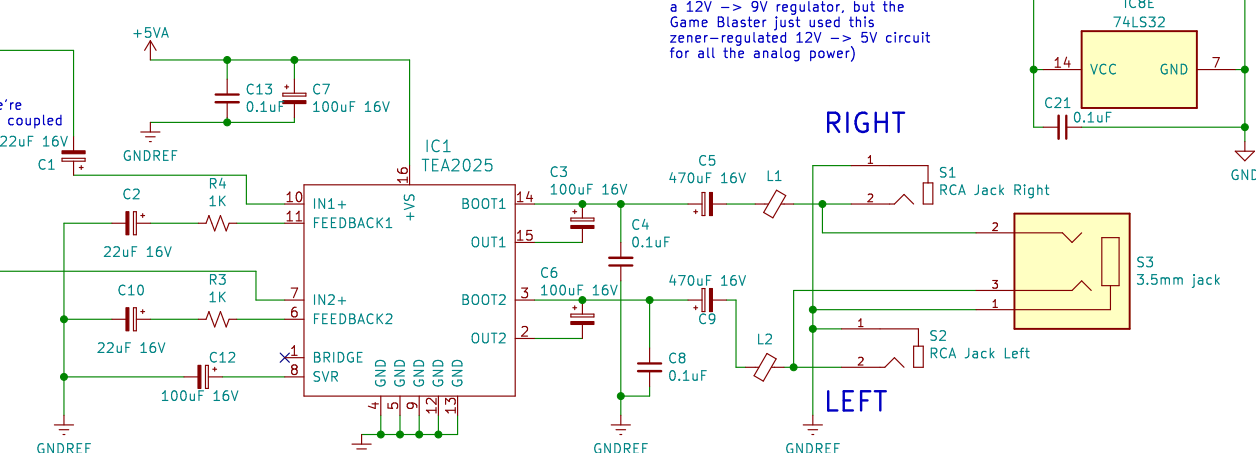 a 12V -> 9V regulator, but the
Game Blaster just used this
zener-regulated 12V -> 5V circuit
for all the analog power)
IC8E
74LS32
14
VCC
GND
7
C21
0.1uF
+5VA
C13
0.1uF
C7
100uF 16V
GNDREF
e're
coupled
22uF 16V
C1
IC1
TEA2025
16
+VS
RIGHT
C2
22uF 16V
R4
1K
10
IN1+
11
FEEDBACK1
C10
22uF 16V
R3
1K
7
IN2+
6
FEEDBACK2
C12
100uF 16V
1
BRIDGE
8
SVR
GNDREF
GND
GND
GND
GND
GND
4
5
9
12
13
BOOT1
14
OUT1
15
BOOT2
3
OUT2
2
C3
100uF 16V
C4
0.1uF
C6
100uF 16V
C8
0.1uF
GNDREF
C5
470uF 16V
L1
470uF 16V
C9
L2
1
2
S1
RCA Jack Right
2
3
1
S3
3.5mm jack
1
2
S2
RCA Jack Left
LEFT
GNDREF